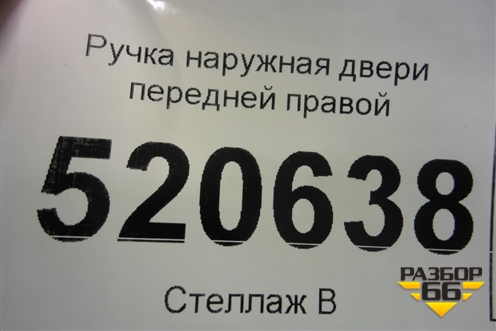 Ручка наружная двери
передней правой
520638
Стеллаж В
РАЗБОР
66